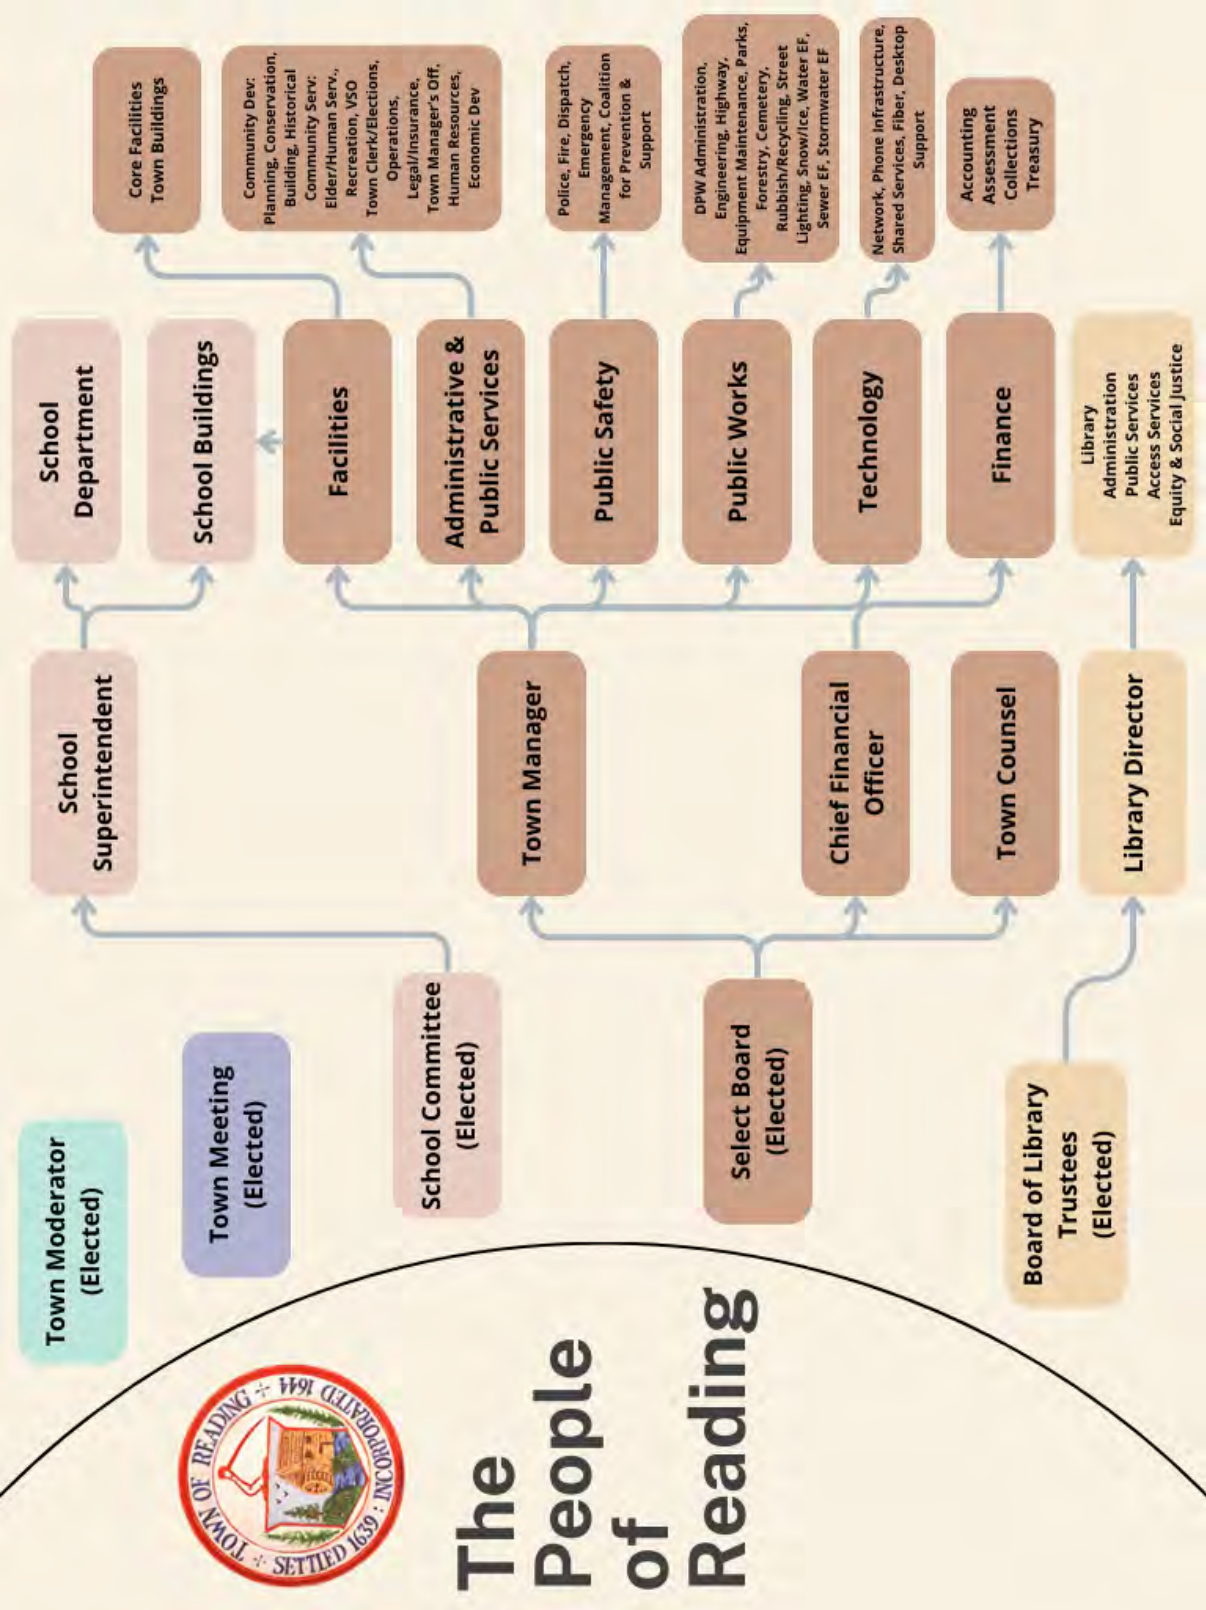 TOWN OF READING
SETTLED 1639 : INCORPORATED 1644
The
People
of
Reading
Town Moderator
(Elected)
Town Meeting
(Elected)
School Committee
(Elected)
Select Board
(Elected)
Board of Library
Trustees
(Elected)
School
Superintendent
Town Manager
Chief Financial
Officer
Town Counsel
Library Director
School
Department
School Buildings
Facilities
Administrative &
Public Services
Public Safety
Public Works
Technology
Finance
Library
Administration
Public Services
Access Services
Equity & Social Justice
Core Facilities
Town Buildings
Community Dev:
Planning, Conservation,
Building, Historical
Community Serv:
Elder/Human Serv.,
Recreation, VSO
Town Clerk/Elections,
Operations,
Legal/Insurance,
Town Manager's Off,
Human Resources,
Economic Dev
Police, Fire, Dispatch,
Emergency
Management, Coalition
for Prevention &
Support
DPW Administration,
Engineering, Highway,
Equipment Maintenance, Parks,
Forestry, Cemetery,
Rubbish/Recycling, Street
Lighting, Snow/Ice, Water EF,
Sewer EF, Stormwater EF
Network, Phone Infrastructure,
Shared Services, Fiber, Desktop
Support
Accounting
Assessment
Collections
Treasury